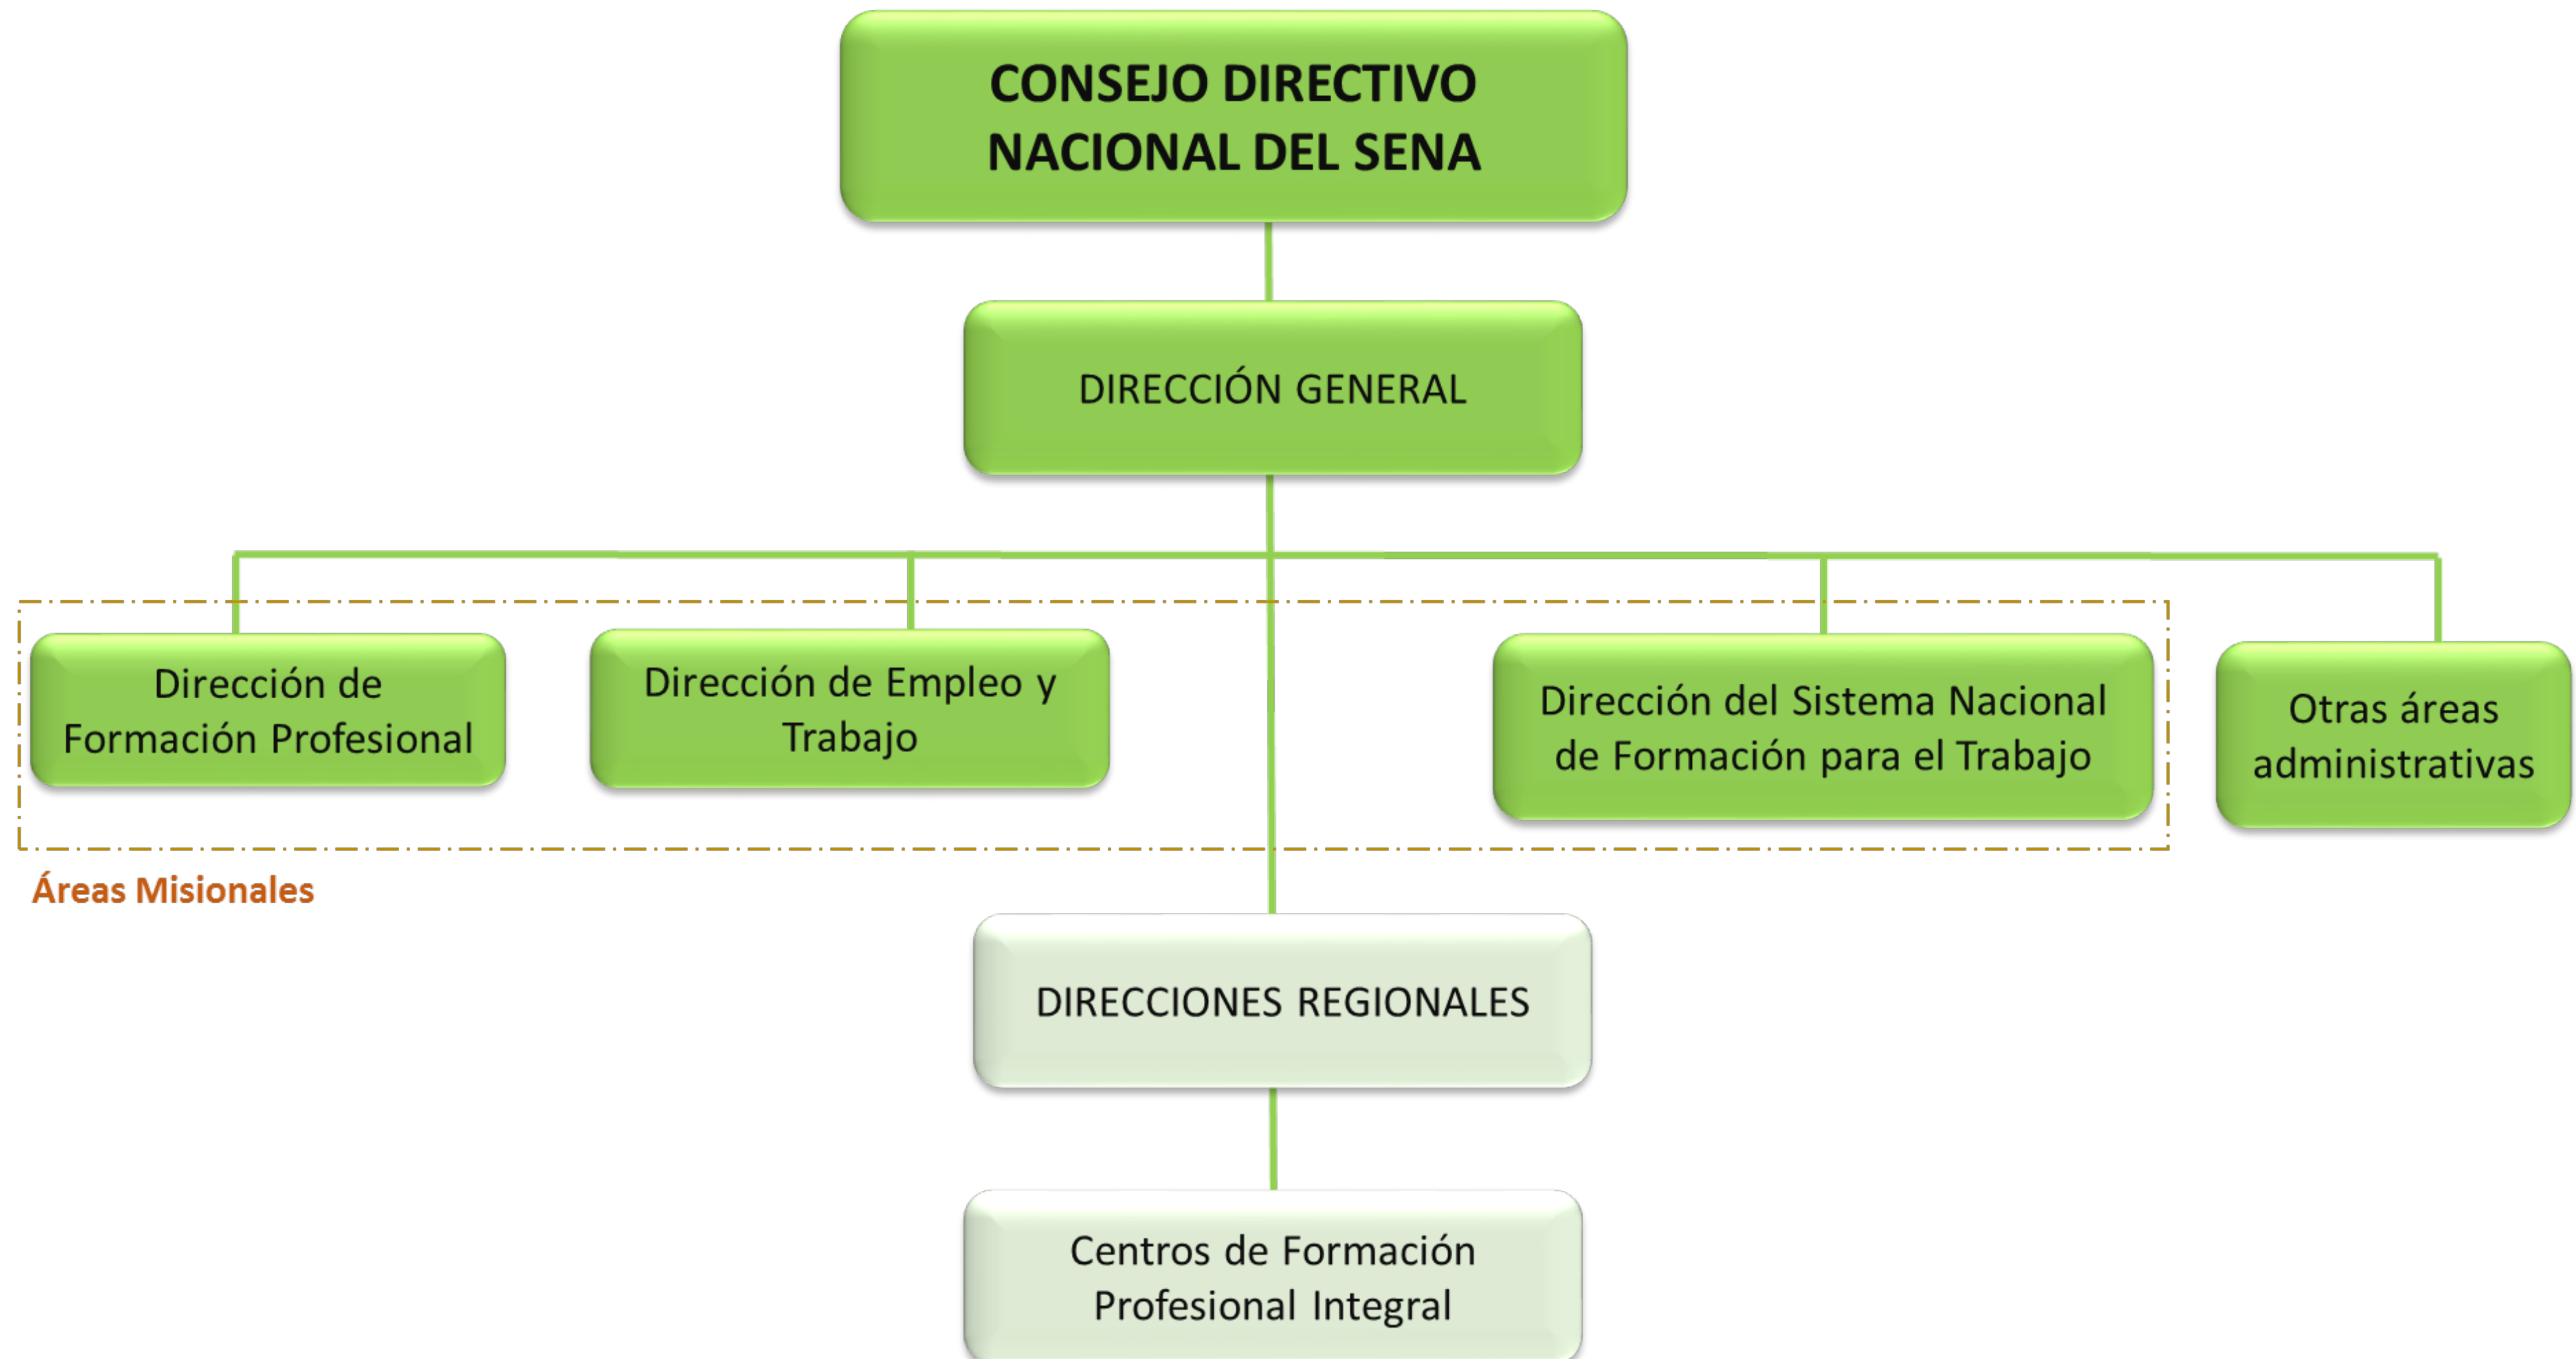 CONSEJO DIRECTIVO
NACIONAL DEL SENA
DIRECCIÓN GENERAL
Dirección de
Formación Profesional
Dirección de Empleo y
Trabajo
Dirección del Sistema Nacional
de Formación para el Trabajo
Otras áreas
administrativas
Áreas Misionales
DIRECCIONES REGIONALES
Centros de Formación
Profesional Integral